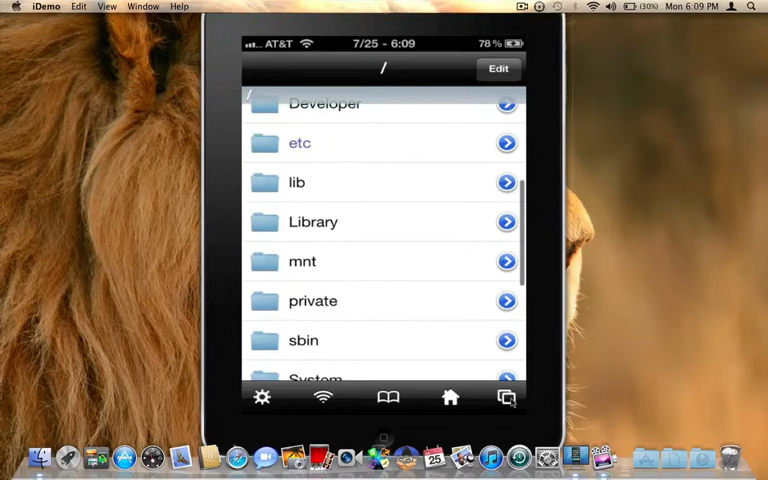 iDemo Edit View Window Help (30%) Mon 6:09 PM
AT&T 7/25 - 6:09 78 %
/ Edit
/
Developer
etc
lib
Library
mnt
private
sbin
System
25